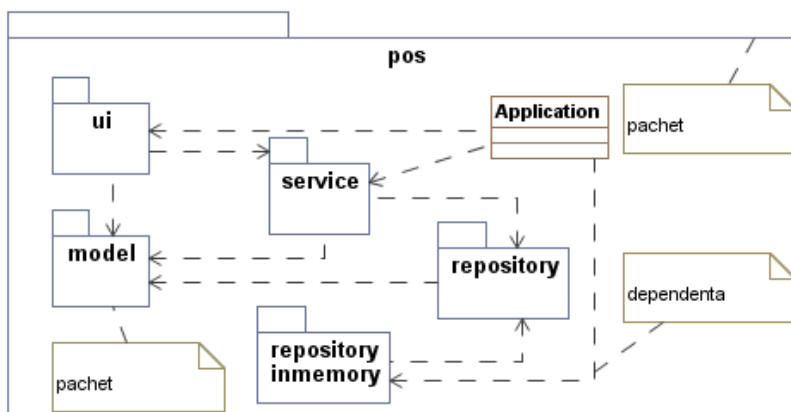 pos
ui
Application
pachet
service
model
repository
dependenta
repository
inmemory
pachet